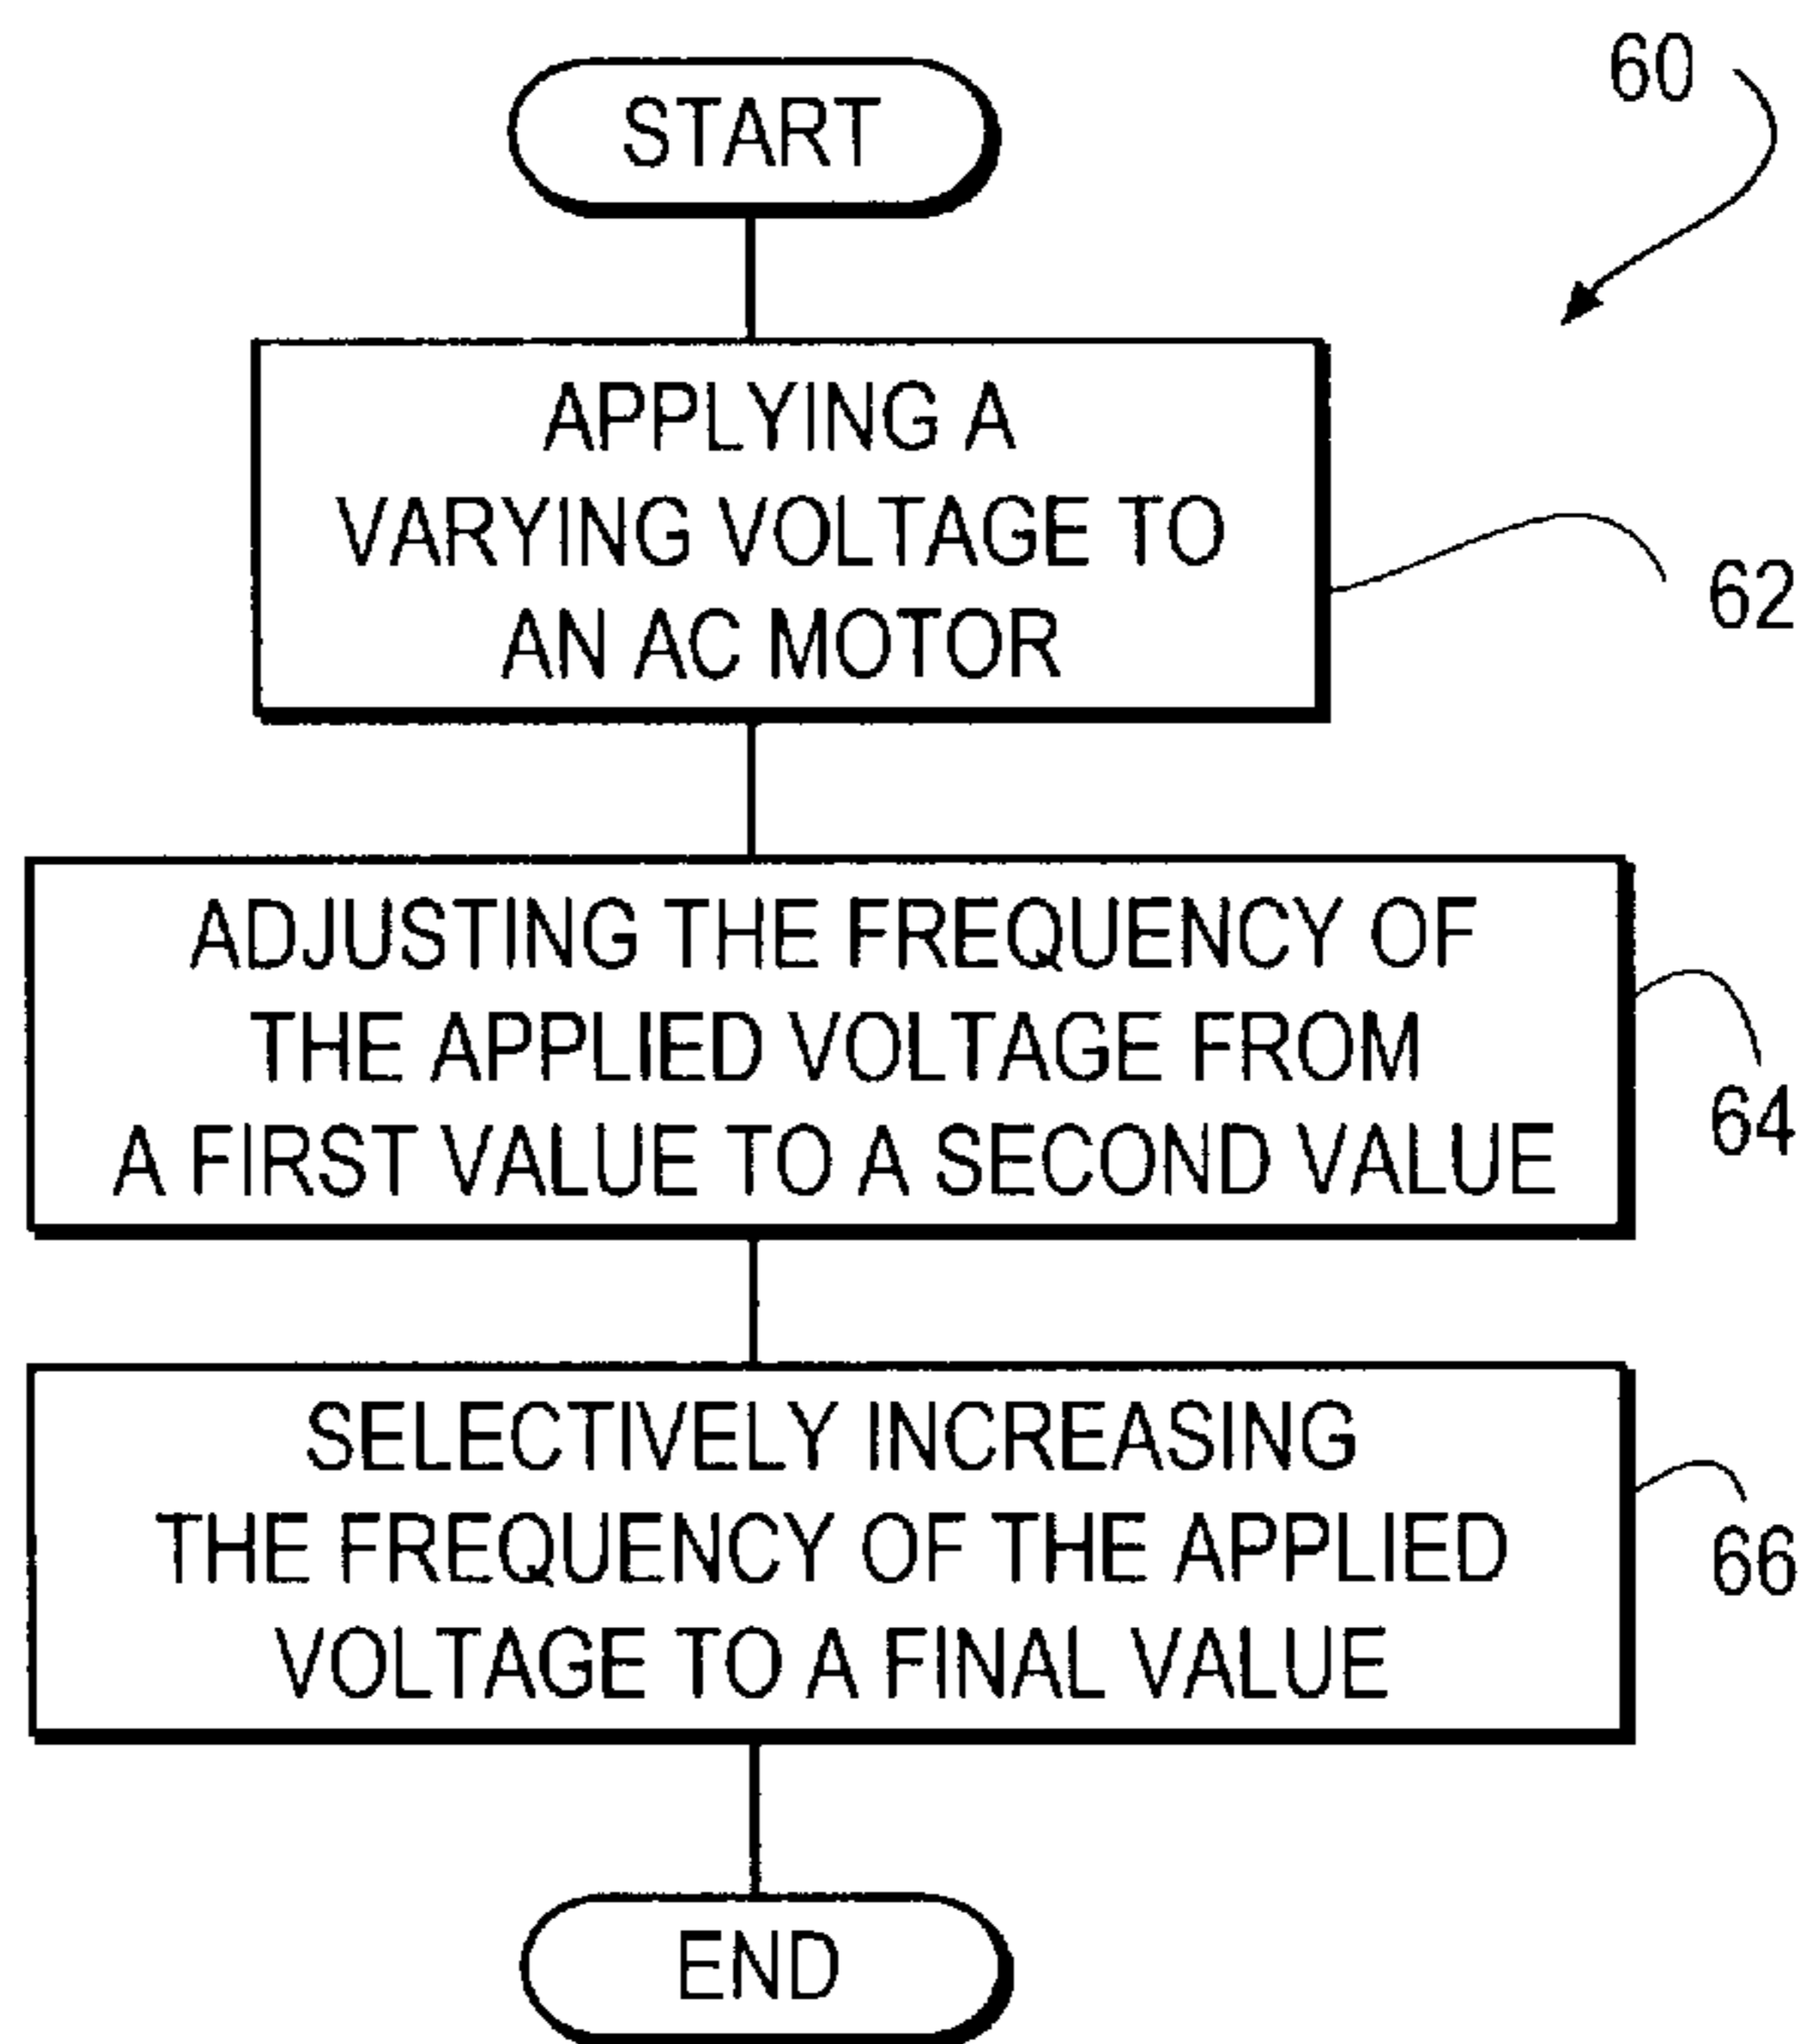 60
START
APPLYING A
VARYING VOLTAGE TO
AN AC MOTOR
62
ADJUSTING THE FREQUENCY OF
THE APPLIED VOLTAGE FROM
A FIRST VALUE TO A SECOND VALUE
64
SELECTIVELY INCREASING
THE FREQUENCY OF THE APPLIED
VOLTAGE TO A FINAL VALUE
66
END